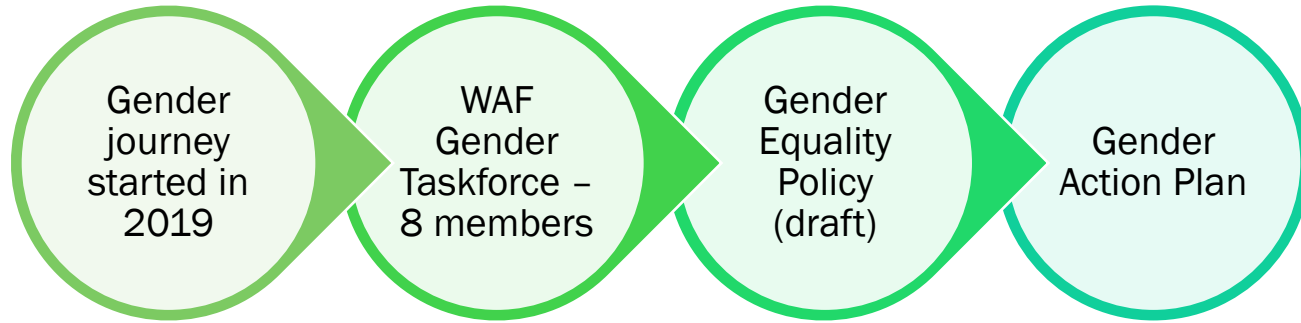 Gender
journey
started in
2019
WAF
Gender
Taskforce –
8 members
Gender
Equality
Policy
(draft)
Gender
Action Plan